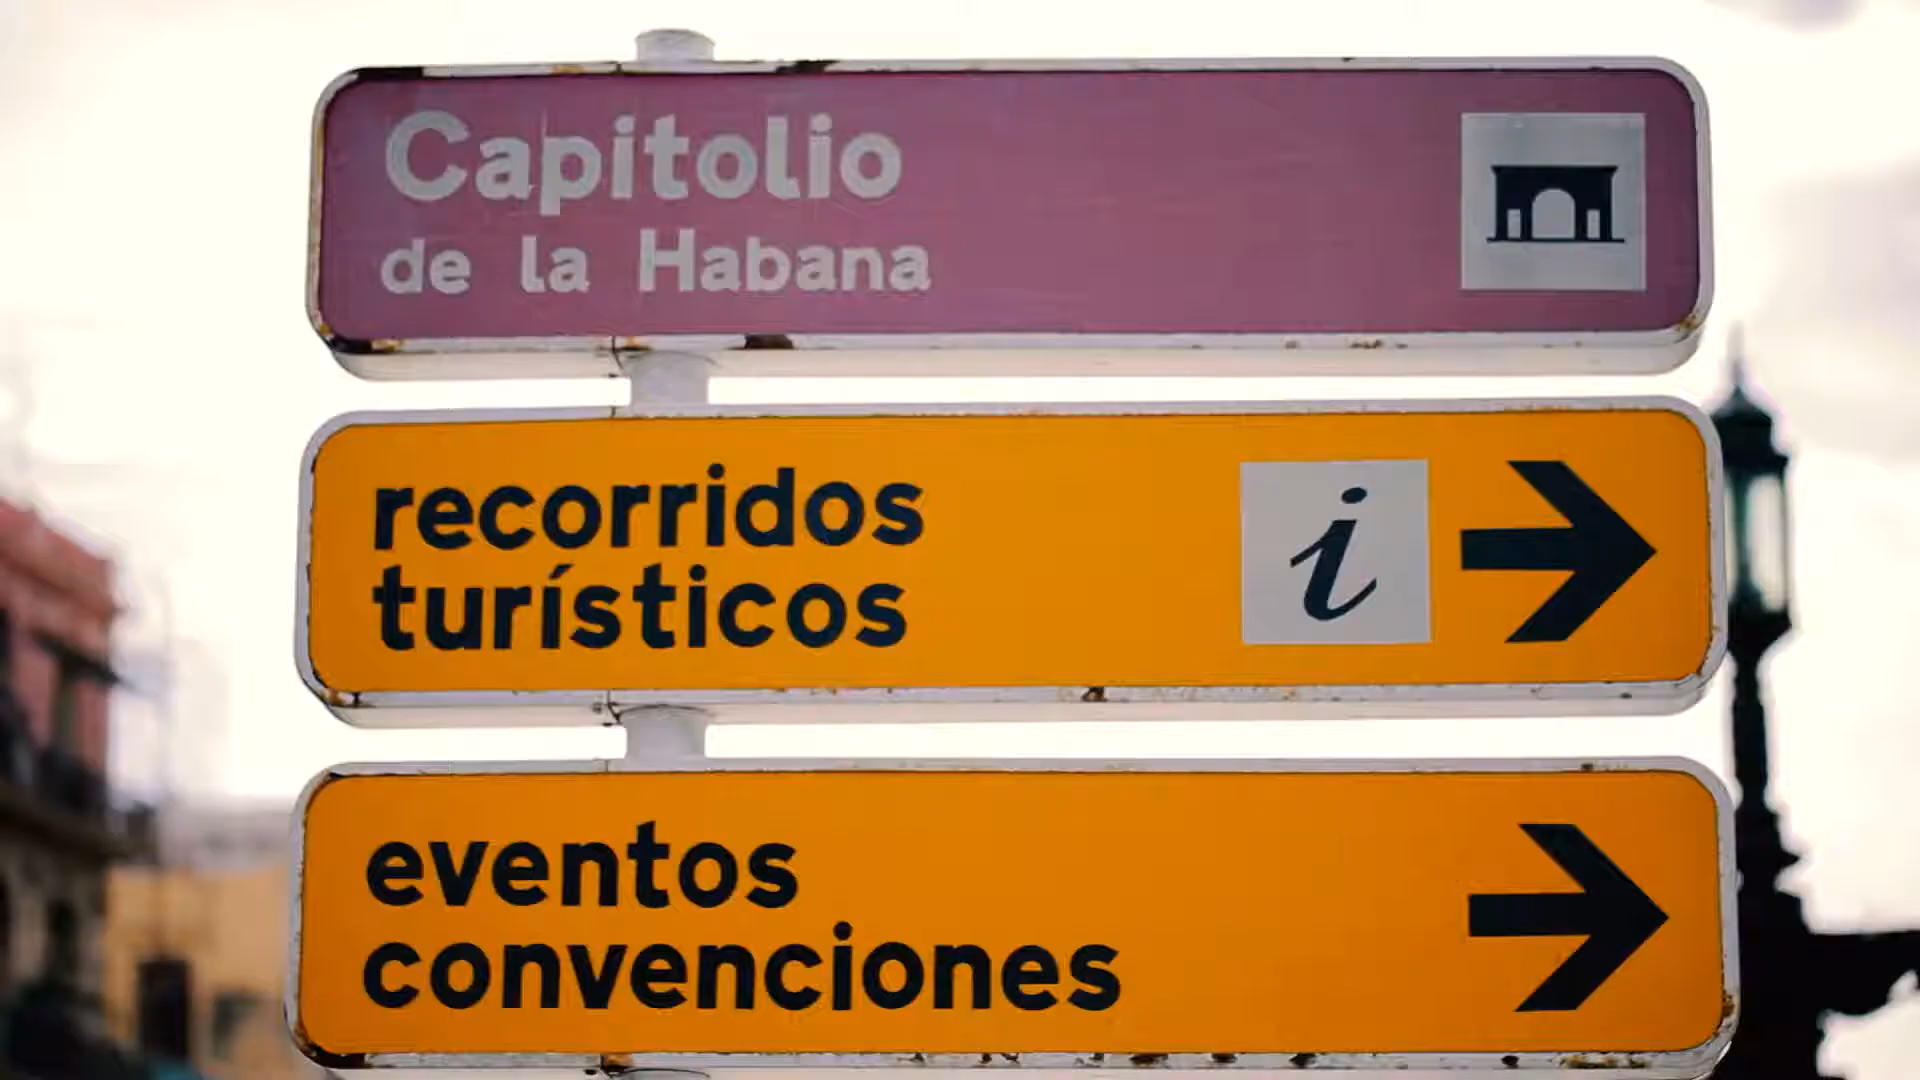 Capitolio
de la Habana
recorridos
turísticos
i
eventos
convenciones